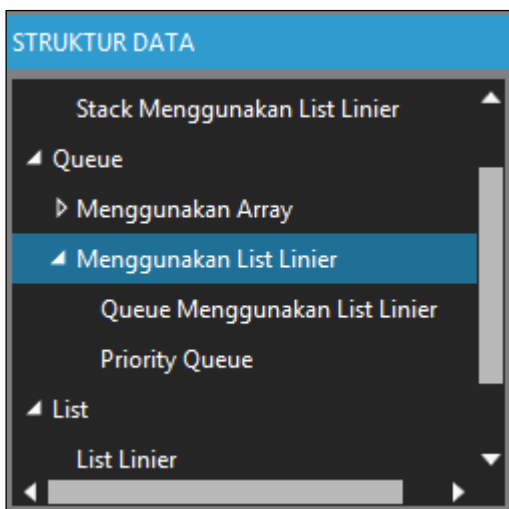 STRUKTUR DATA
Stack Menggunakan List Linier
Queue
Menggunakan Array
Menggunakan List Linier
Queue Menggunakan List Linier
Priority Queue
List
List Linier